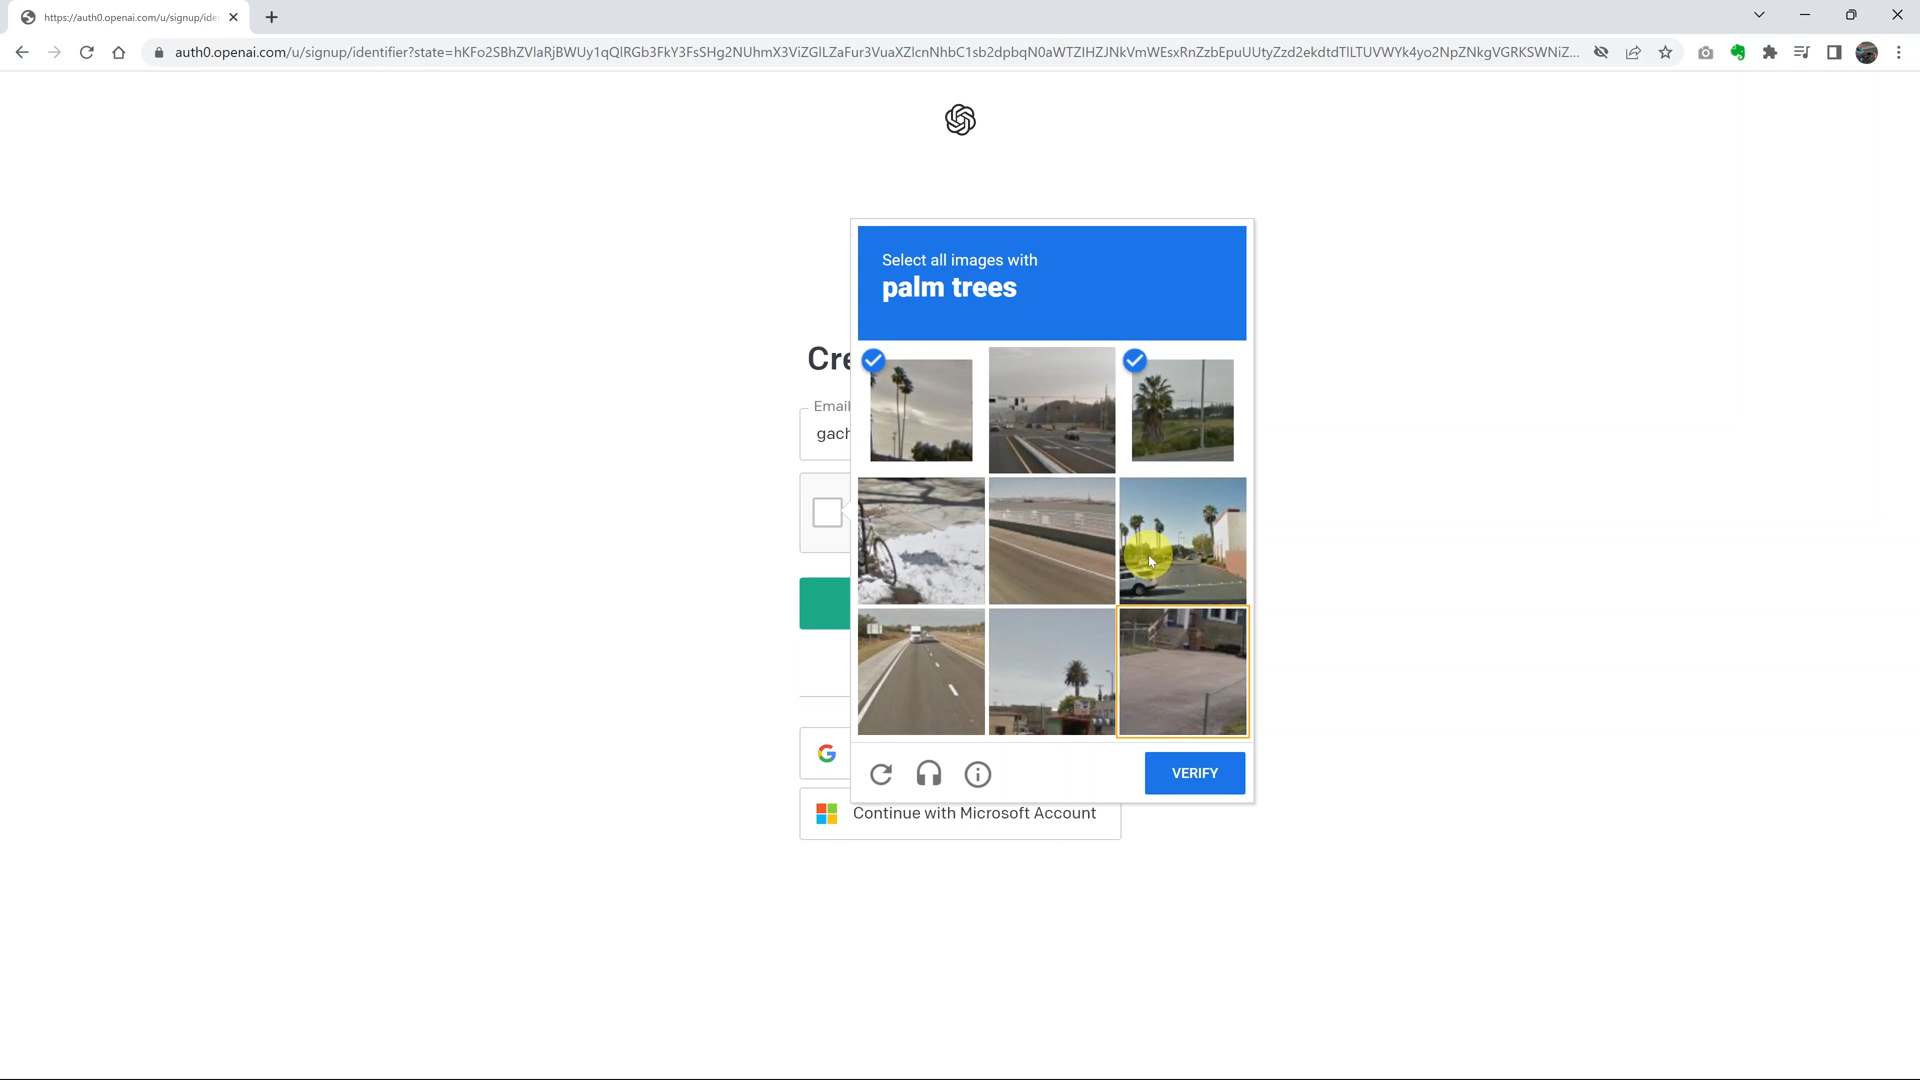 https://auth0.openai.com/u/signup/ide
auth0.openai.com/u/signup/identifier?state=hKFo2SBhZVlaRjBWUy1qQlRGb3FkY3FsSHg2NUhmX3ViZGlLZaFur3VuaXZlcnNhbC1sb2dpbqN0aWTZIHZJNkVmWEsxRnZzbEpuUUtyZzd2ekdtdTlLTUVWYk4yo2NpZNkgVGRKSWNiZ...
Select all images with
palm trees
Cre
Email
gach
VERIFY
Continue with Microsoft Account